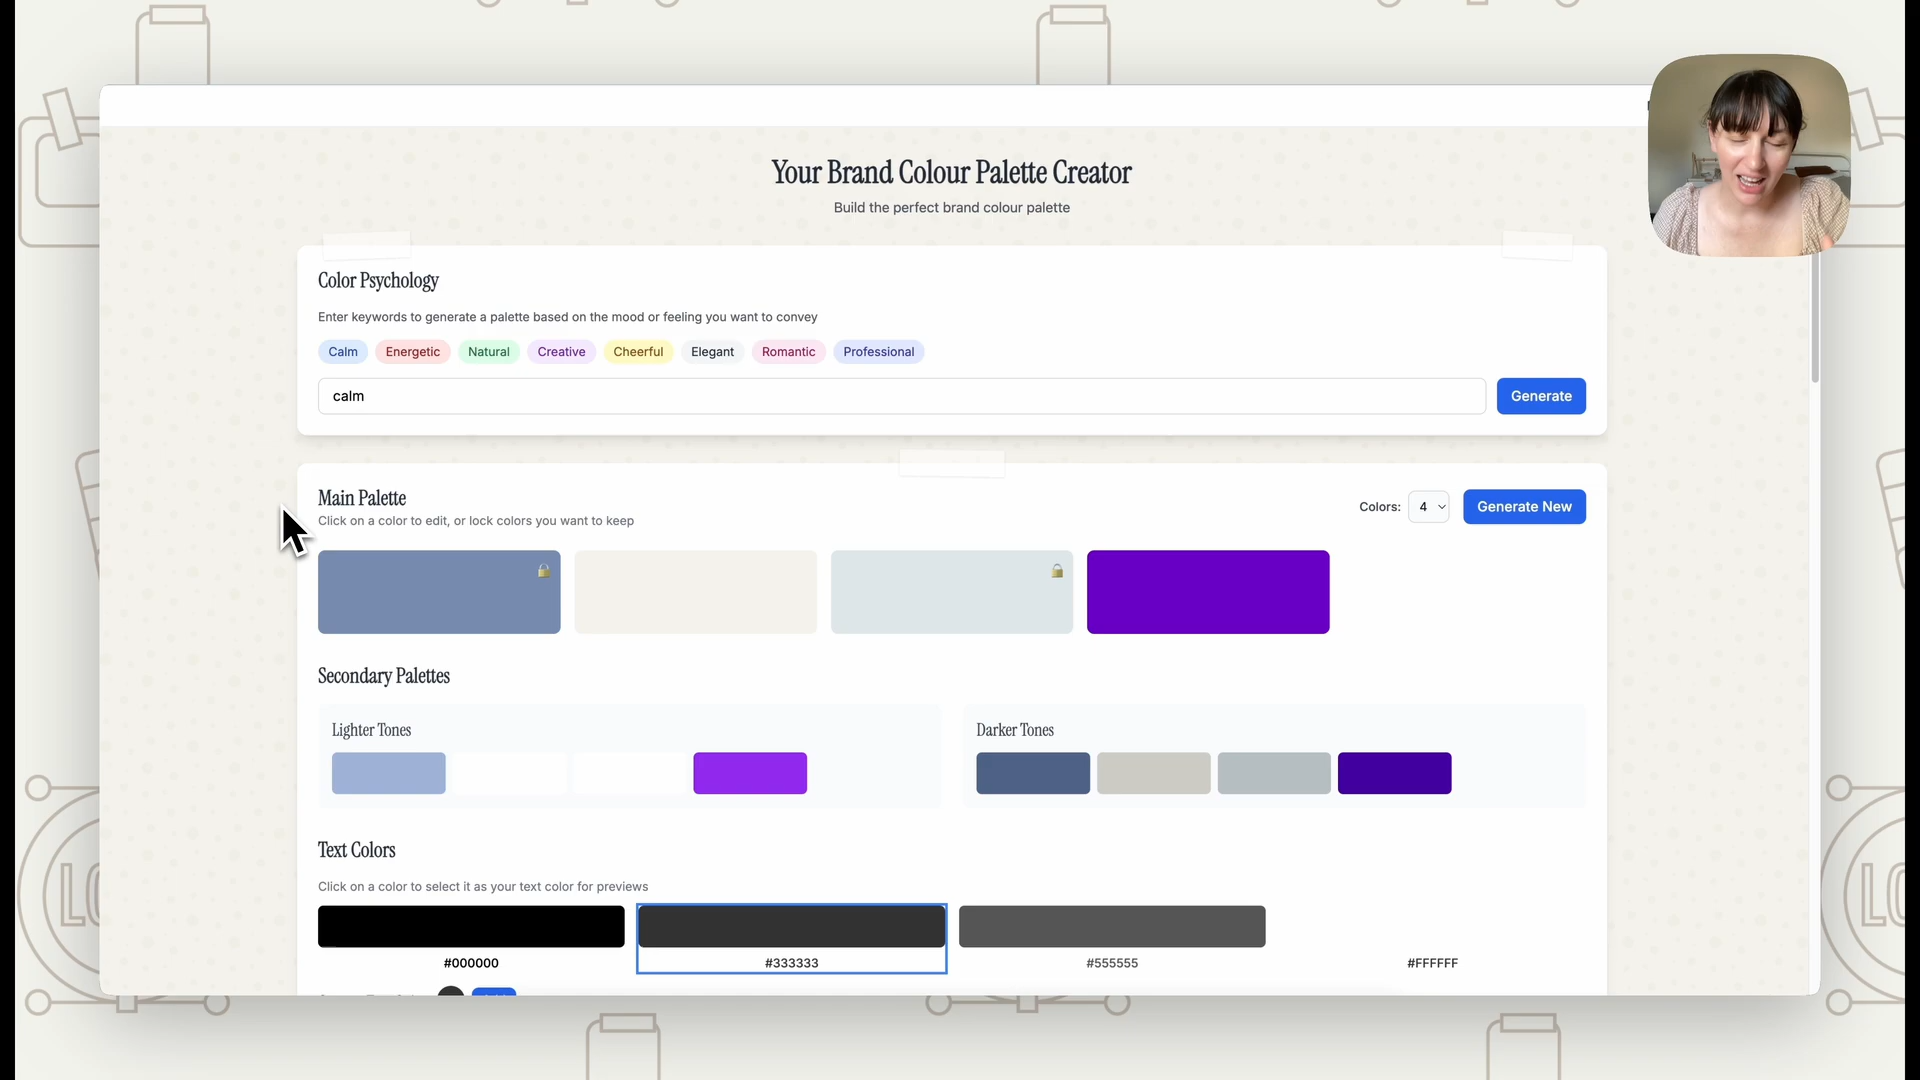 Your Brand Colour Palette Creator
Build the perfect brand colour palette
Color Psychology
Enter keywords to generate a palette based on the mood or feeling you want to convey
Calm Energetic Natural Creative Cheerful Elegant Romantic Professional
calm
Generate
Main Palette
Click on a color to edit, or lock colors you want to keep
Colors: 4
Generate New
Secondary Palettes
Lighter Tones
Darker Tones
Text Colors
Click on a color to select it as your text color for previews
#000000
#333333
#555555
#FFFFFF